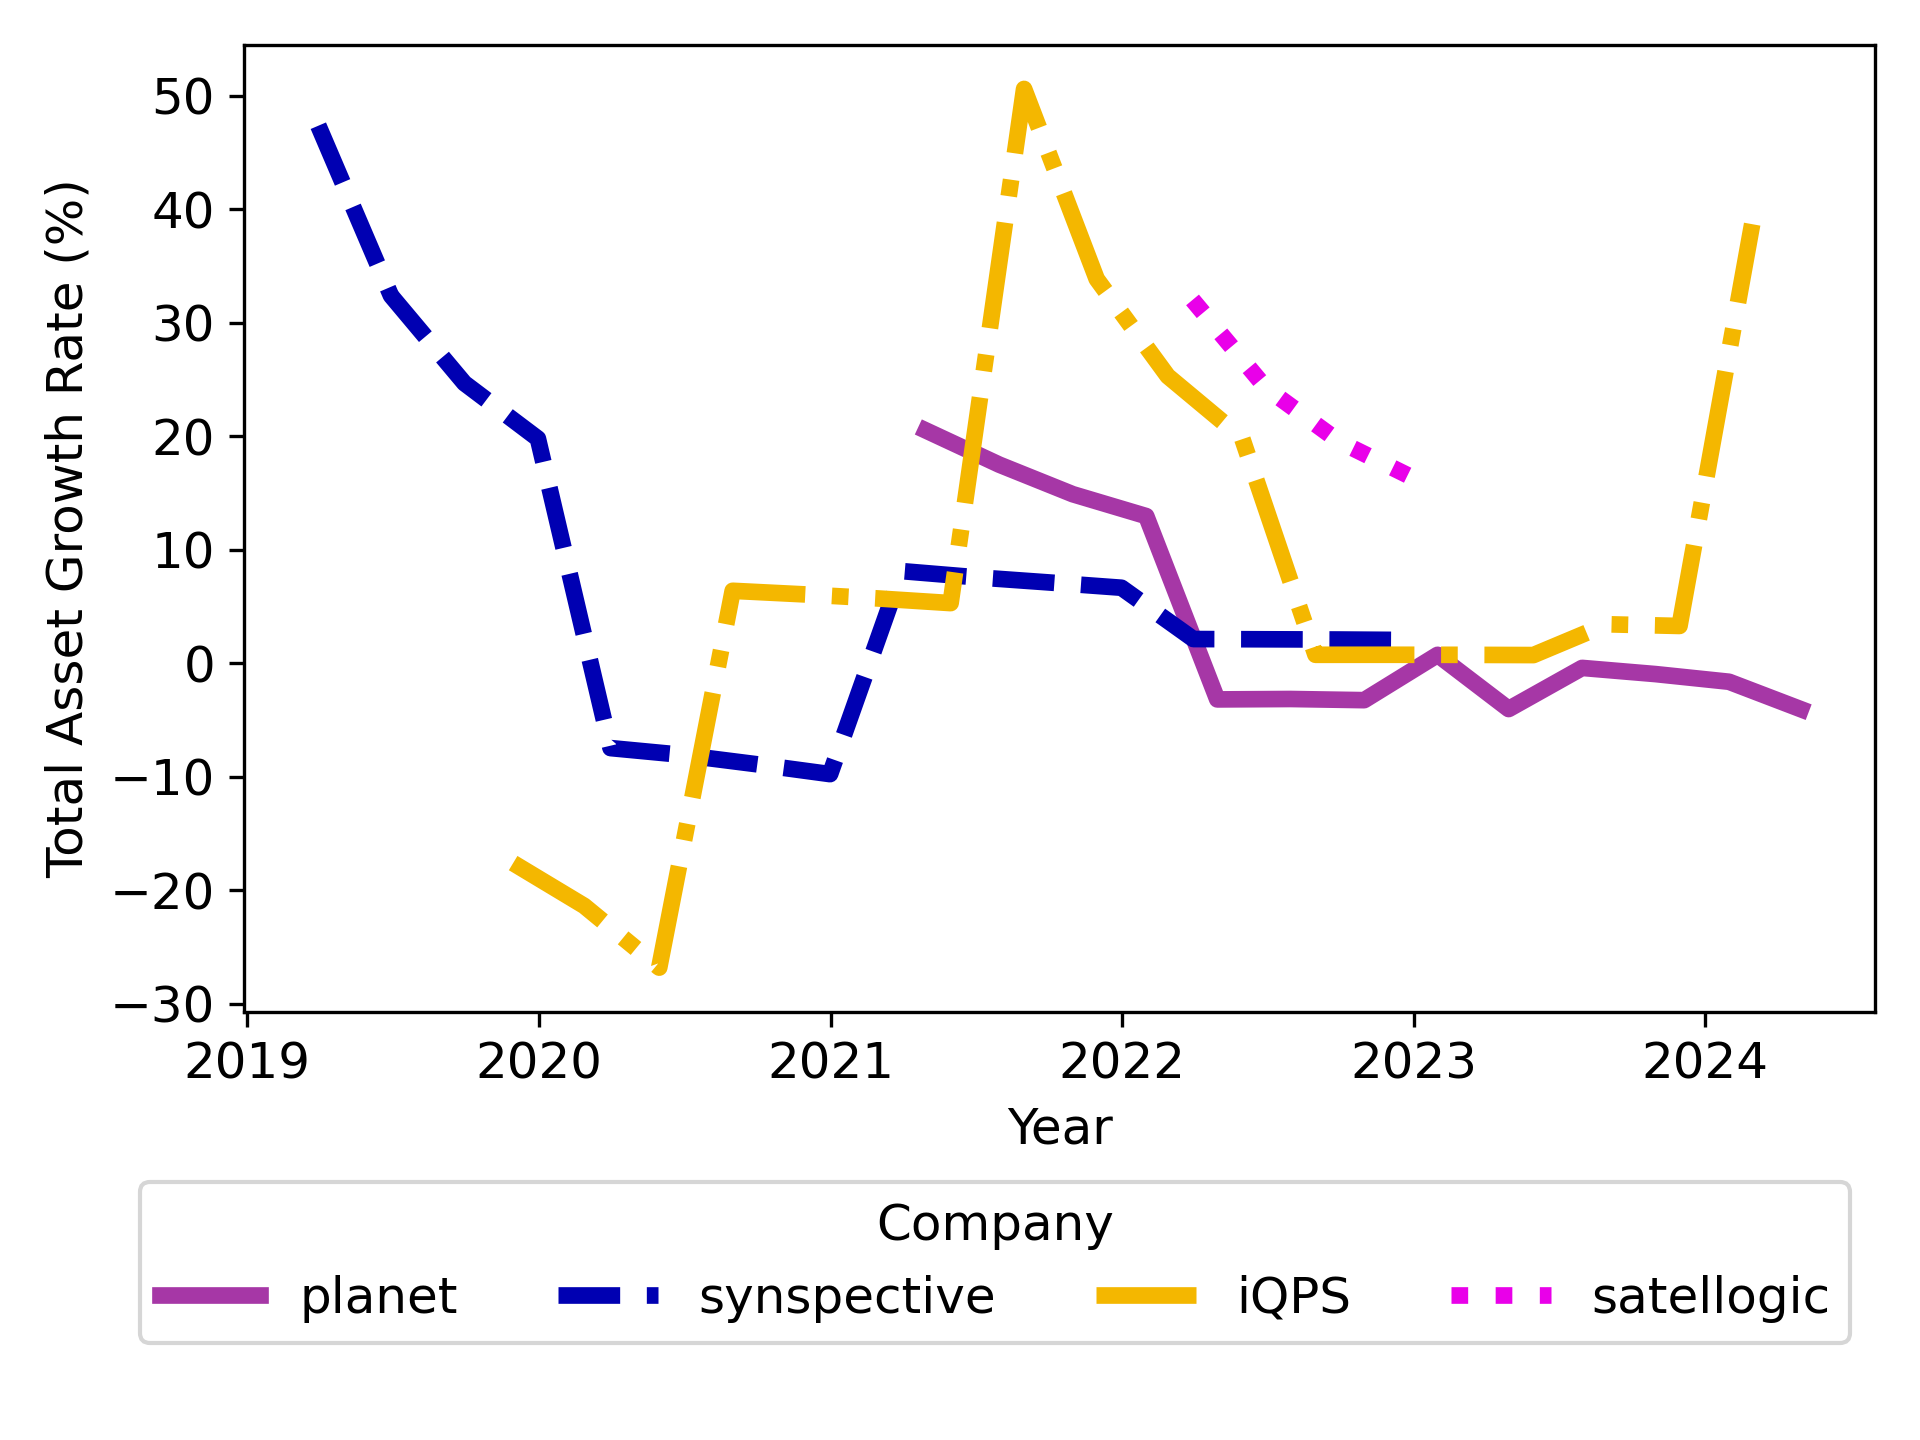 Total Asset Growth Rate (%)
50
40
30
20
10
0
−10
−20
−30
2019 2020 2021 2022 2023 2024
Year
Company
planet synspective iQPS satellogic